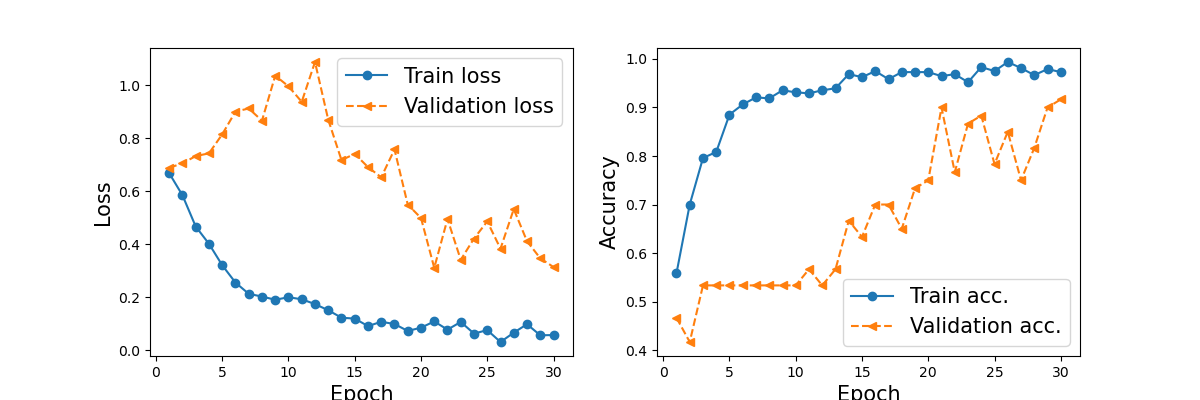 1.0
0.8
0.6
0.4
0.2
0.0
Loss
Train loss
Validation loss
0 5 10 15 20 25 30
Epoch
1.0
0.9
0.8
0.7
0.6
0.5
0.4
Accuracy
Train acc.
Validation acc.
0 5 10 15 20 25 30
Epoch